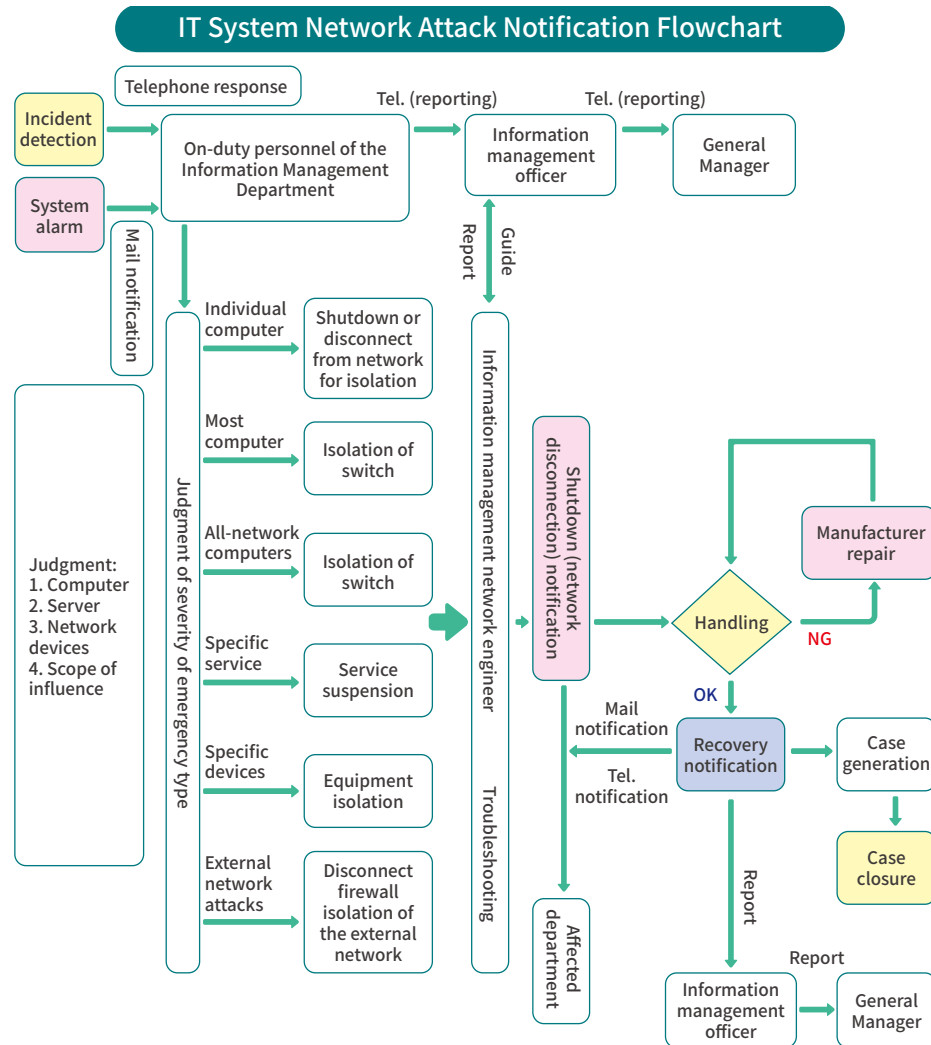 IT System Network Attack Notification Flowchart
Telephone response
Incident
detection
On-duty personnel of the
Information Management
Department
Tel. (reporting)
Information
management
officer
Tel. (reporting)
General
Manager
System
alarm
Mail notification
Report
Guide
Judgment:
1. Computer
2. Server
3. Network
devices
4. Scope of
influence
Judgment of severity of emergency type
Individual
computer
Shutdown or
disconnect
from network
for isolation
Most
computer
Isolation of
switch
All-network
computers
Isolation of
switch
Specific
service
Service
suspension
Specific
devices
Equipment
isolation
External
network
attacks
Disconnect
firewall
isolation of
the external
network
Information management network engineer Troubleshooting
Shutdown (network
disconnection) notification
Handling
NG
Manufacturer
repair
OK
Recovery
notification
Mail
notification
Tel.
notification
Affected
department
Case
generation
Case
closure
Report
Information
management
officer
Report
General
Manager